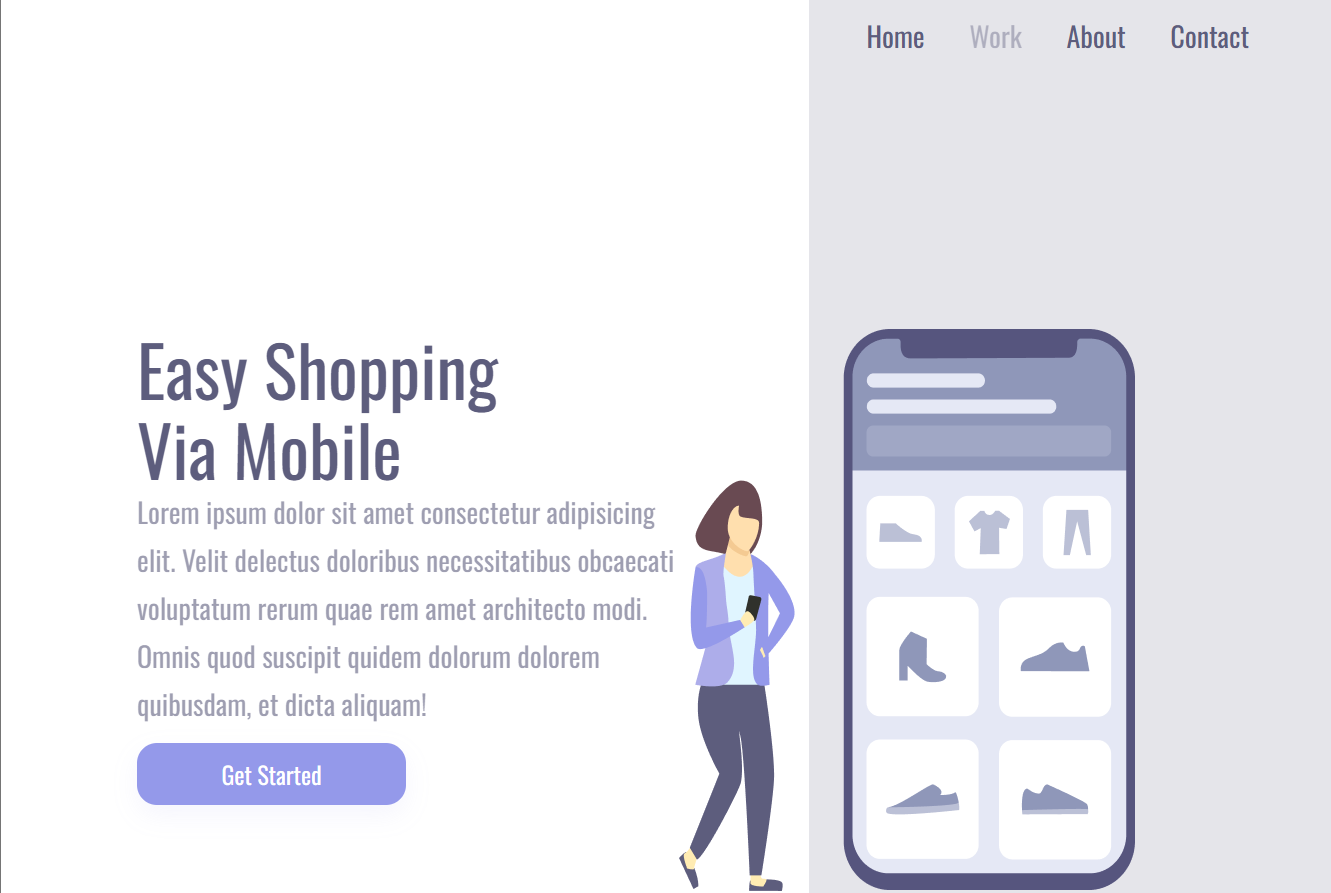 Home Work About Contact
Easy Shopping
Via Mobile
Lorem ipsum dolor sit amet consectetur adipisicing
elit. Velit delectus doloribus necessitatibus obcaecati
voluptatum rerum quae rem amet architecto modi.
Omnis quod suscipit quidem dolorum dolorem
quibusdam, et dicta aliquam!
Get Started